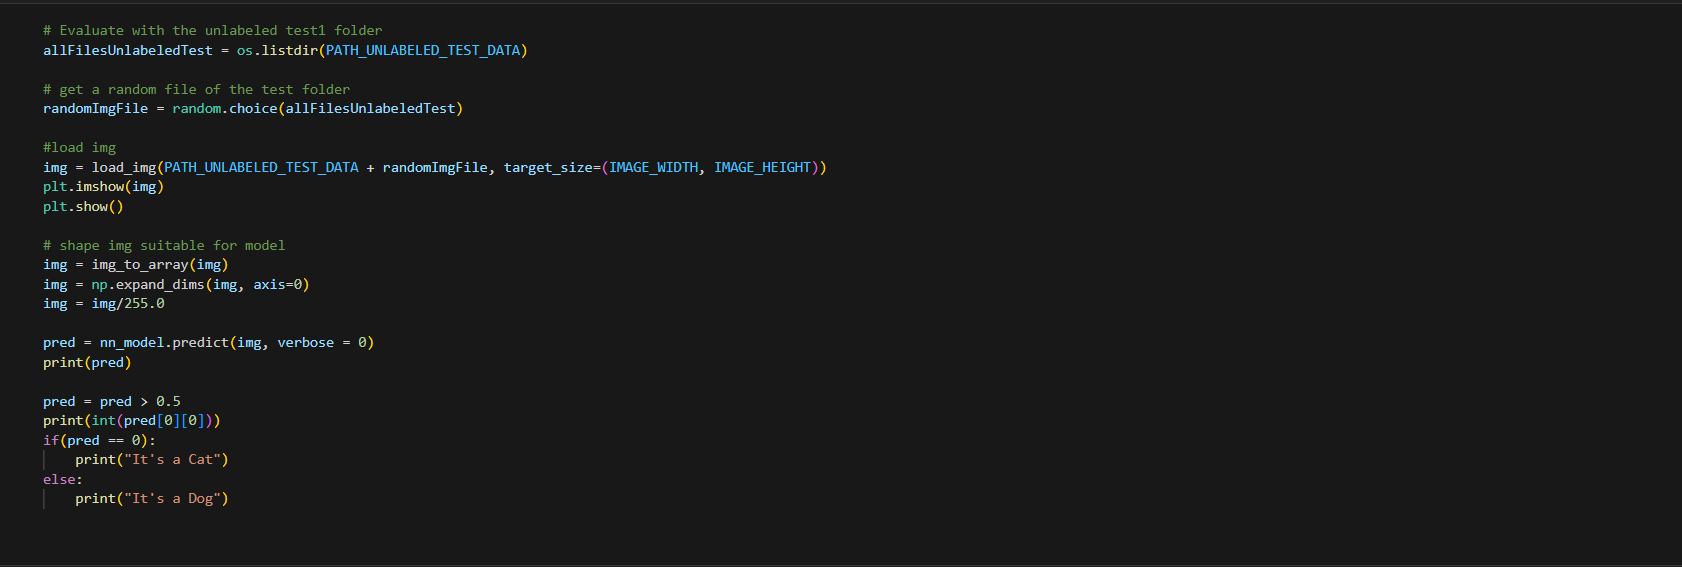 # Evaluate with the unlabeled test1 folder
allFilesUnlabeledTest = os.listdir(PATH_UNLABELED_TEST_DATA)
# get a random file of the test folder
randomImgFile = random.choice(allFilesUnlabeledTest)
#load img
img = load_img(PATH_UNLABELED_TEST_DATA + randomImgFile, target_size=(IMAGE_WIDTH, IMAGE_HEIGHT))
plt.imshow(img)
plt.show()
# shape img suitable for model
img = img_to_array(img)
img = np.expand_dims(img, axis=0)
img = img/255.0
pred = nn_model.predict(img, verbose = 0)
print(pred)
pred = pred > 0.5
print(int(pred[0][0]))
if(pred == 0):
    print("It's a Cat")
else:
    print("It's a Dog")